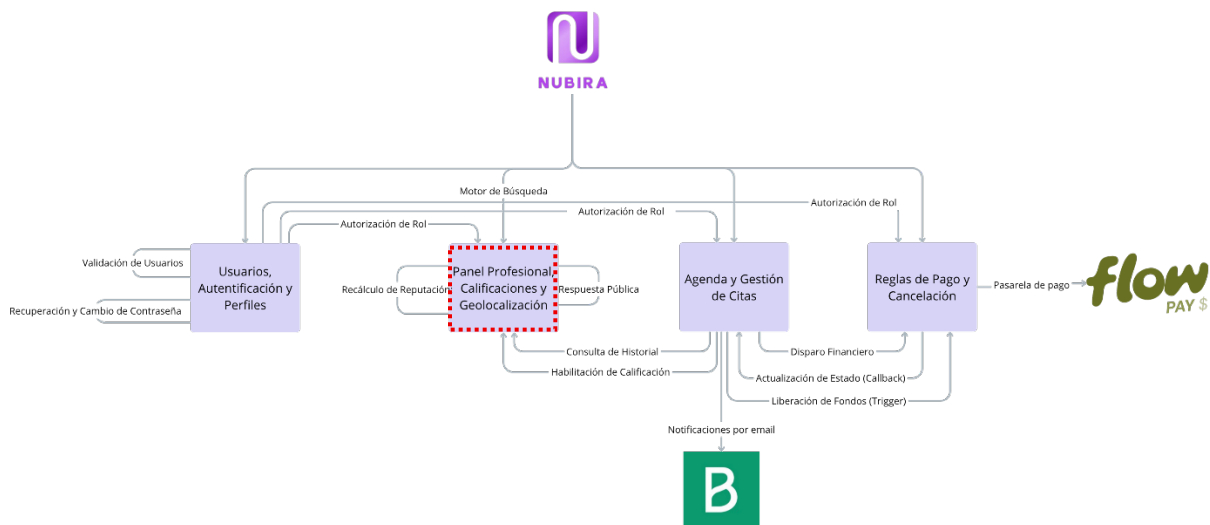 NUBIRA
Motor de Búsqueda
Autorización de Rol
Autorización de Rol
Autorización de Rol
Validación de Usuarios
Recuperación y Cambio de Contraseña
Usuarios,
Autentificación y
Perfiles
Recálculo de Reputación
Panel Profesional,
Calificaciones y
Geolocalización
Respuesta Pública
Agenda y Gestión
de Citas
Reglas de Pago y
Cancelación
Pasarela de pago
flow
PAY $
Consulta de Historial
Habilitación de Calificación
Disparo Financiero
Actualización de Estado (Callback)
Liberación de Fondos (Trigger)
Notificaciones por email
B